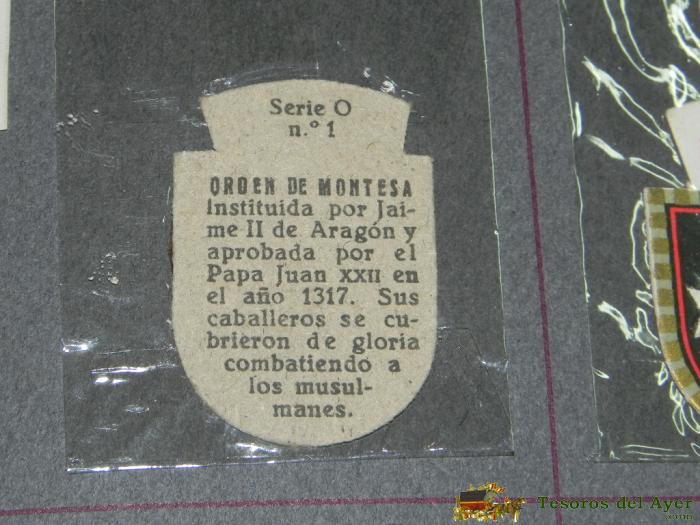 Serie O
n.º 1
ORDEN DE MONTESA
Instituida por Jai-
me II de Aragón y
aprobada por el
Papa Juan XXII en
el año 1317. Sus
caballeros se cu-
brieron de gloria
combatiendo a
los musul-
manes.
Tesoros del Ayer
.com